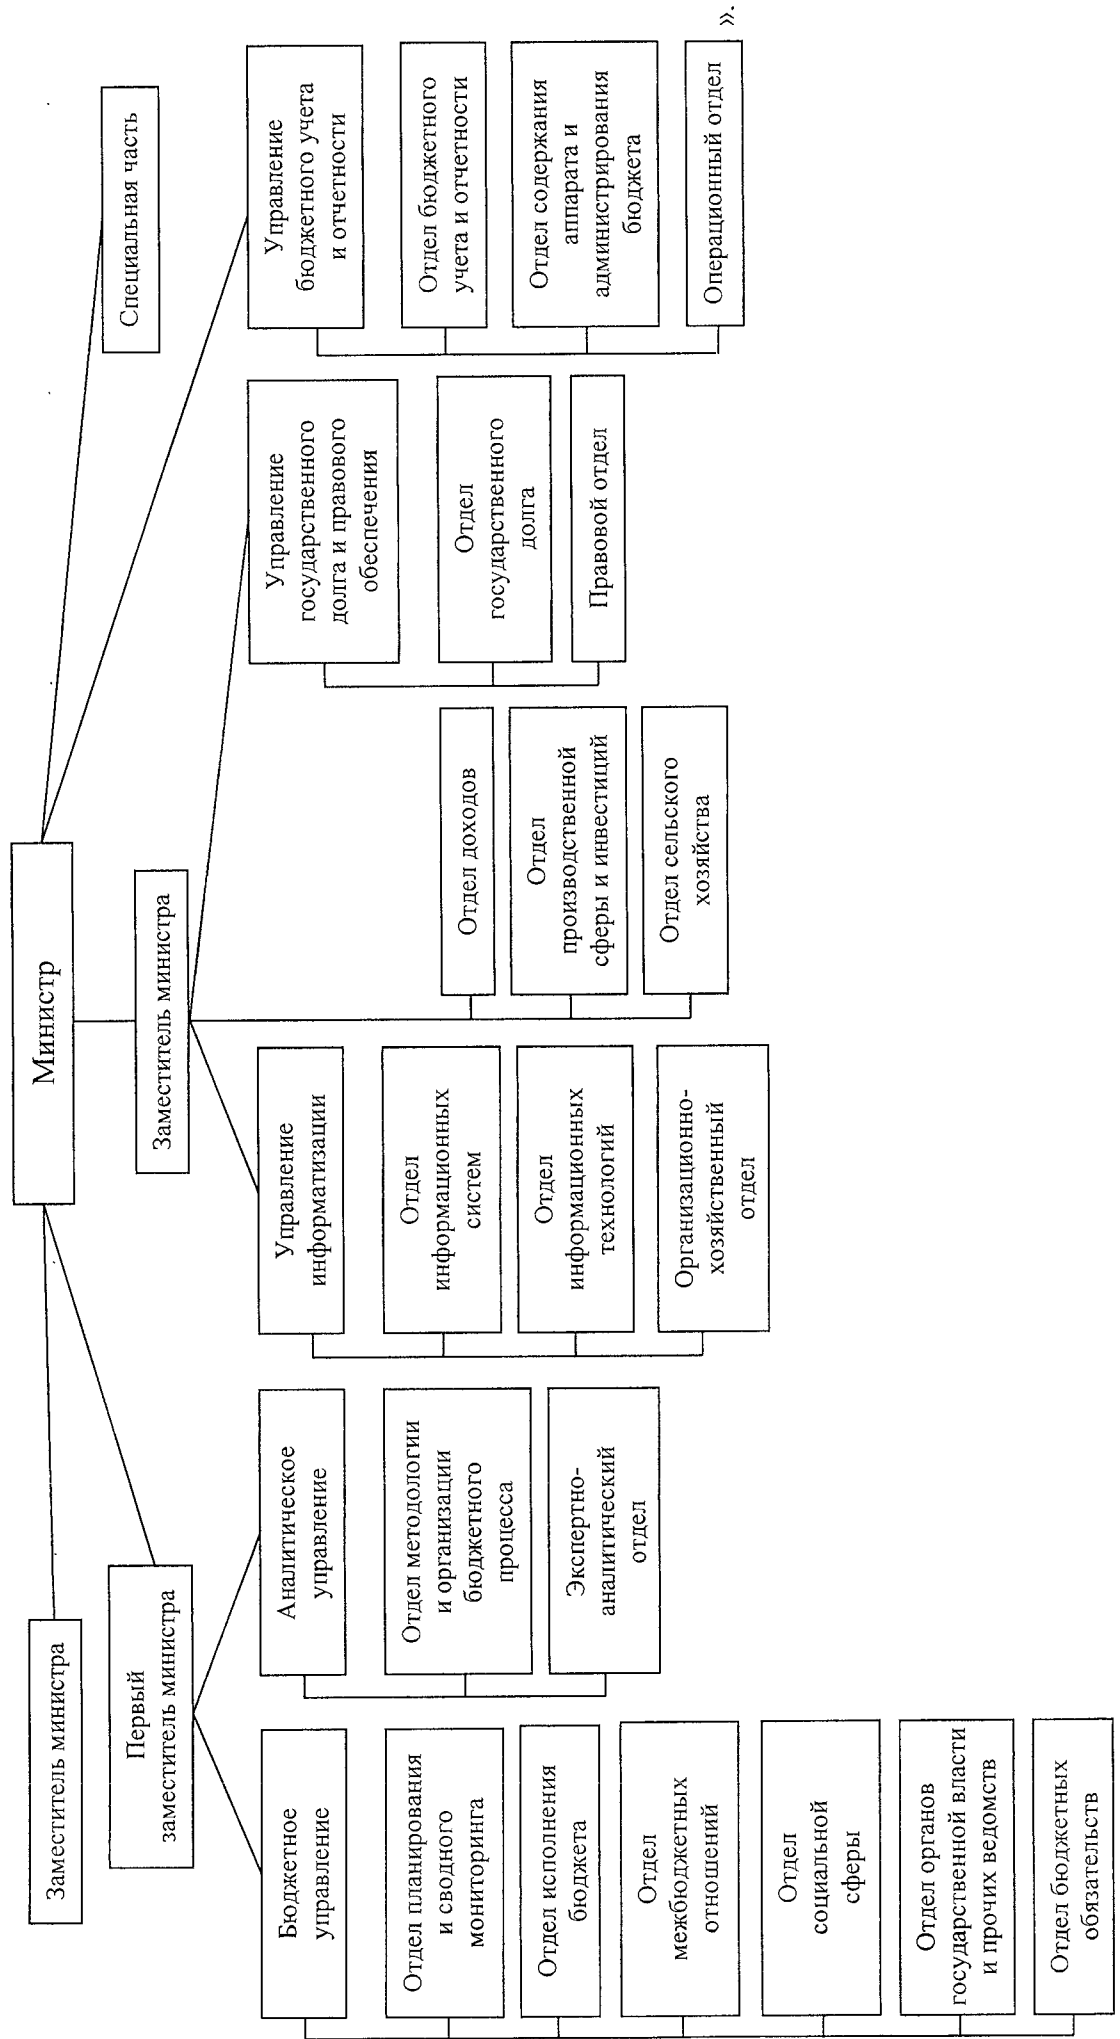 Министр
Заместитель министра
Специальная часть
Первый
заместитель министра
Заместитель министра
Бюджетное
управление
Отдел планирования
и сводного
мониторинга
Отдел исполнения
бюджета
Отдел
межбюджетных
отношений
Отдел
социальной
сферы
Отдел органов
государственной власти
и прочих ведомств
Отдел бюджетных
обязательств
Аналитическое
управление
Отдел методологии
и организации
бюджетного
процесса
Экспертно-
аналитический
отдел
Управление
информатизации
Отдел
информационных
систем
Отдел
информационных
технологий
Организационно-
хозяйственный
отдел
Отдел доходов
Отдел
производственной
сферы и инвестиций
Отдел сельского
хозяйства
Управление
государственного
долга и правового
обеспечения
Отдел
государственного
долга
Правовой отдел
Управление
бюджетного учета
и отчетности
Отдел бюджетного
учета и отчетности
Отдел содержания
аппарата и
администрирования
бюджета
Операционный отдел
».